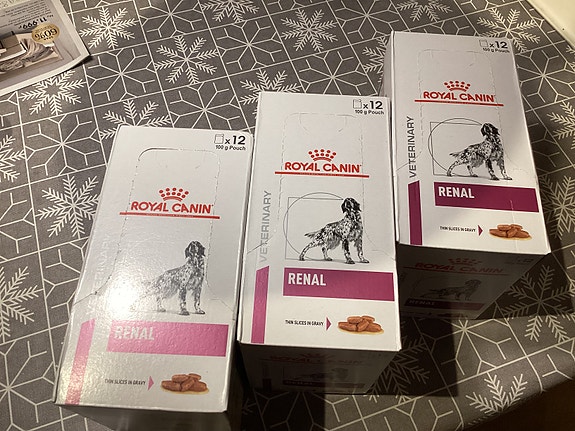 x 12
100 g Pouch
ROYAL CANIN
VETERINARY
RENAL
THIN SLICES IN GRAVY
x 12
100 g Pouch
ROYAL CANIN
VETERINARY
RENAL
THIN SLICES IN GRAVY
x 12
100 g Pouch
ROYAL CANIN
VETERINARY
RENAL
THIN SLICES IN GRAVY